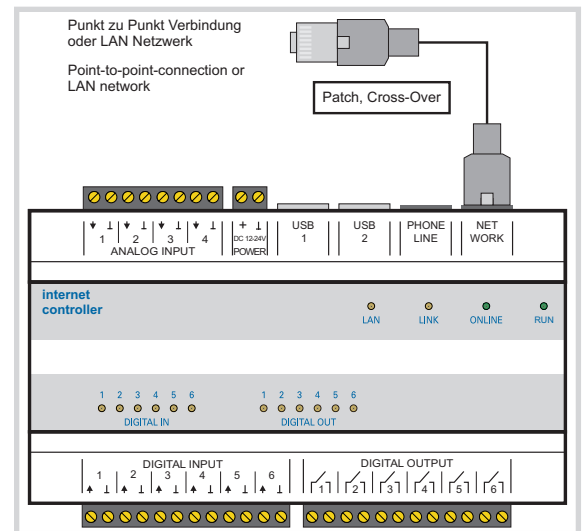 Punkt zu Punkt Verbindung
oder LAN Netzwerk
Point-to-point-connection or
LAN network
Patch, Cross-Over
1 2 3 4
ANALOG INPUT
+
DC 12-24V
POWER
USB
1
USB
2
PHONE
LINE
NET
WORK
internet
controller
LAN LINK ONLINE RUN
1 2 3 4 5 6
DIGITAL IN
1 2 3 4 5 6
DIGITAL OUT
DIGITAL INPUT
1 2 3 4 5 6
DIGITAL OUTPUT
1 2 3 4 5 6